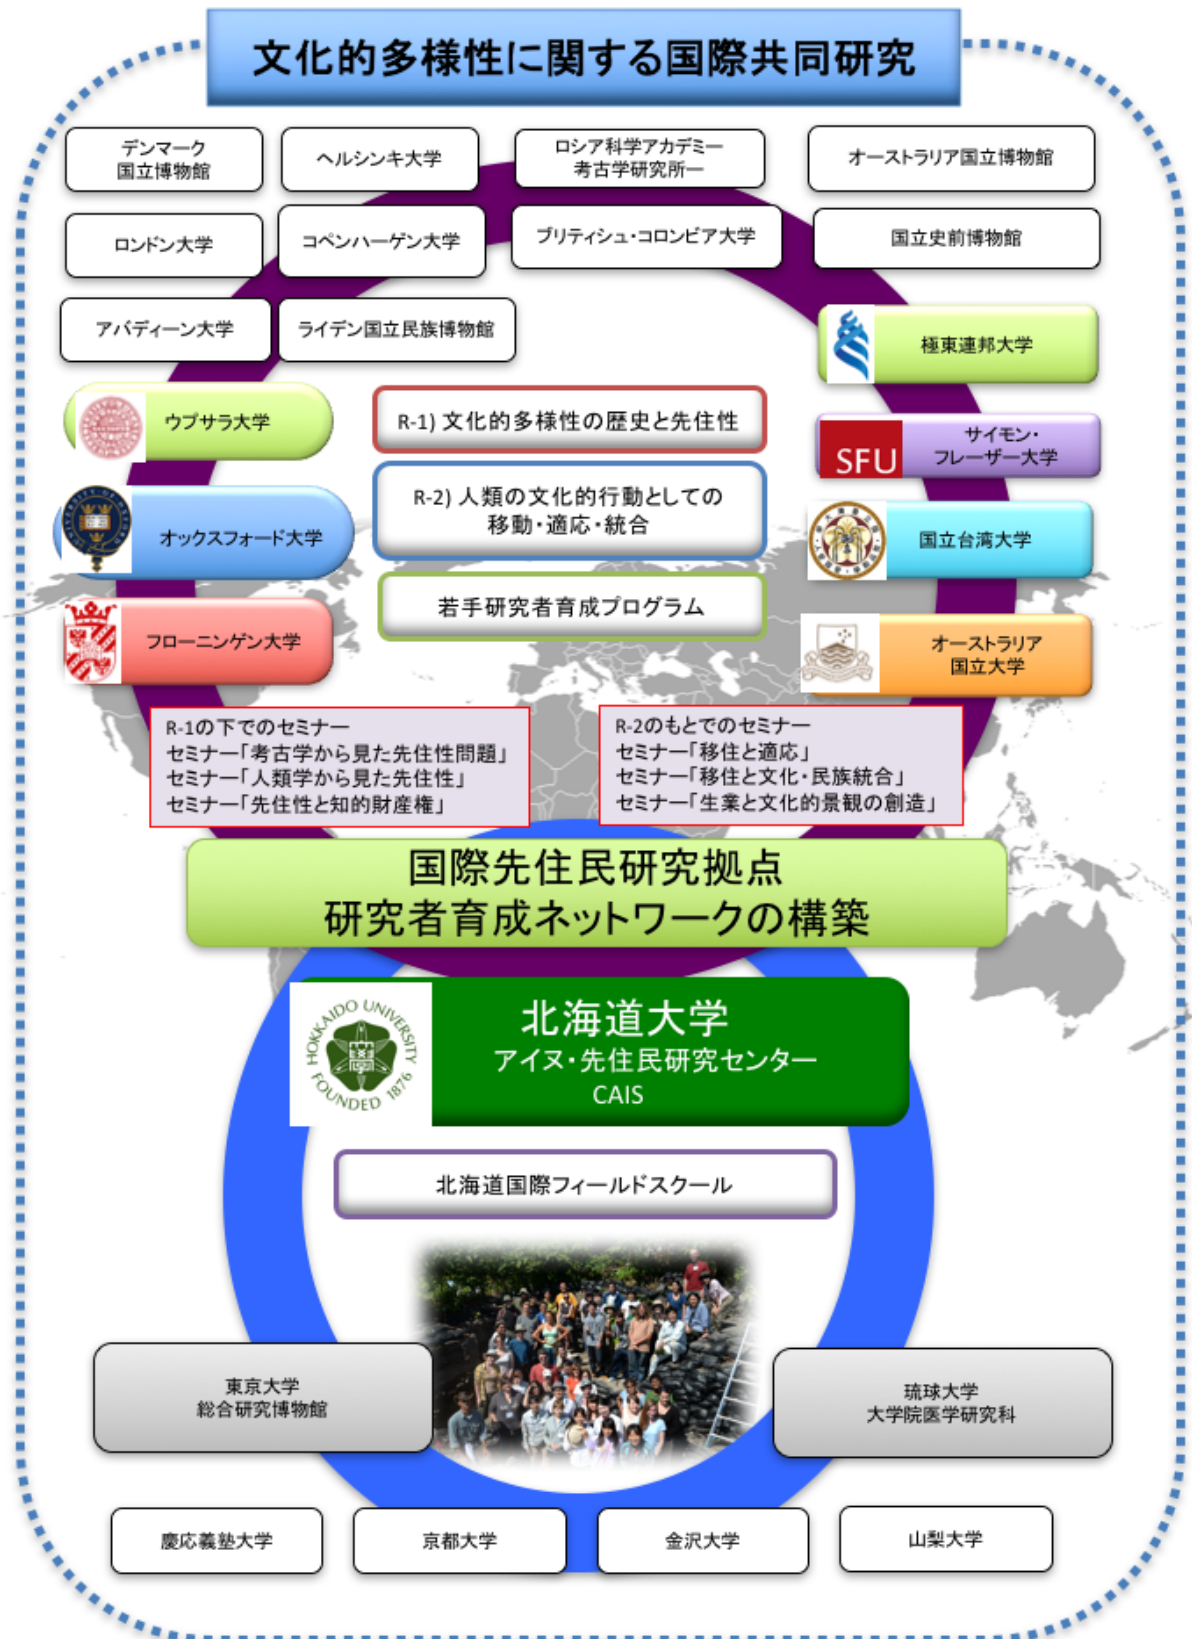 文化的多様性に関する国際共同研究
デンマーク
国立博物館
ヘルシンキ大学
ロシア科学アカデミー
考古学研究所ー
オーストラリア国立博物館
ロンドン大学
コペンハーゲン大学
ブリティシュ・コロンビア大学
国立史前博物館
アバディーン大学
ライデン国立民族博物館
極東連邦大学
ウプサラ大学
R-1) 文化的多様性の歴史と先住性
SFU
サイモン・
フレーザー大学
オックスフォード大学
R-2) 人類の文化的行動としての
移動・適応・統合
国立台湾大学
若手研究者育成プログラム
フローニンゲン大学
オーストラリア
国立大学
R-1の下でのセミナー
セミナー「考古学から見た先住性問題」
セミナー「人類学から見た先住性」
セミナー「先住性と知的財産権」
R-2のもとでのセミナー
セミナー「移住と適応」
セミナー「移住と文化・民族統合」
セミナー「生業と文化的景観の創造」
国際先住民研究拠点
研究者育成ネットワークの構築
HOKKAIDO UNIVERSITY
FOUNDED 1876
北海道大学
アイヌ・先住民研究センター
CAIS
北海道国際フィールドスクール
東京大学
総合研究博物館
琉球大学
大学院医学研究科
慶応義塾大学
京都大学
金沢大学
山梨大学